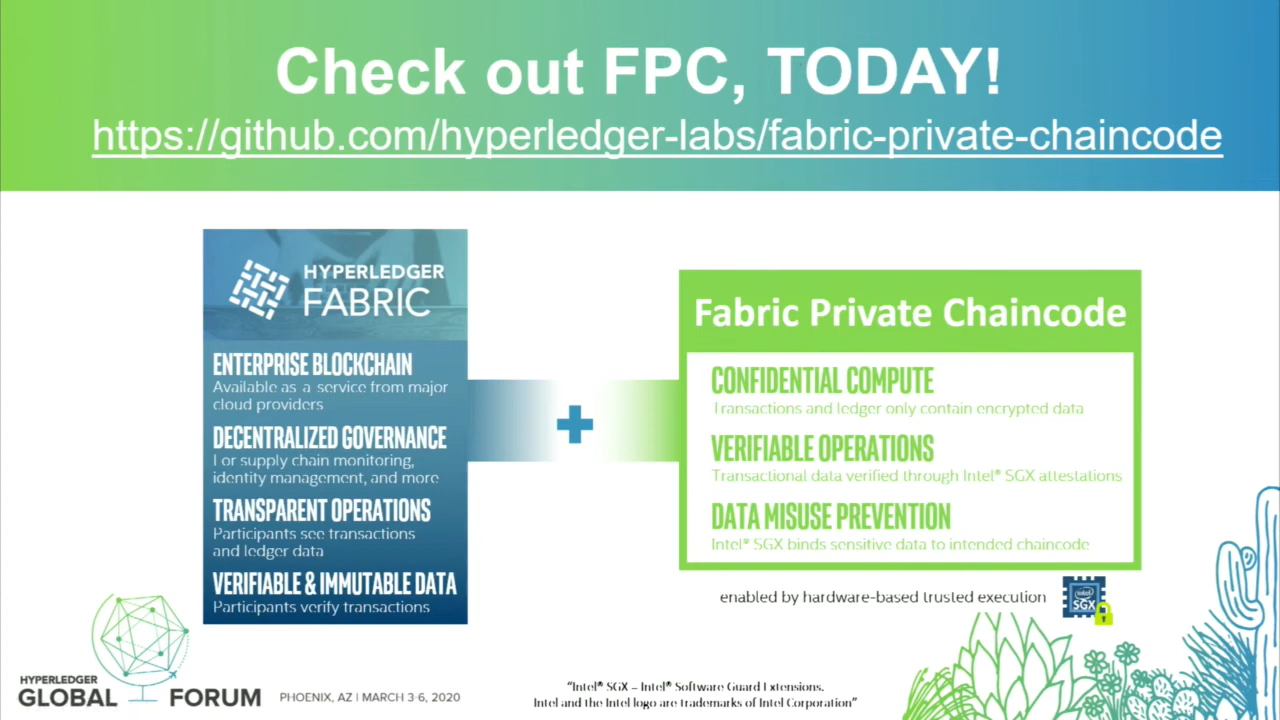 Check out FPC, TODAY!
https://github.com/hyperledger-labs/fabric-private-chaincode
HYPERLEDGER
FABRIC
ENTERPRISE BLOCKCHAIN
Available as a service from major
cloud providers
DECENTRALIZED GOVERNANCE
For supply chain monitoring,
identity management, and more
TRANSPARENT OPERATIONS
Participants see transactions
and ledger data
VERIFIABLE & IMMUTABLE DATA
Participants verify transactions
Fabric Private Chaincode
CONFIDENTIAL COMPUTE
Transactions and ledger only contain encrypted data
VERIFIABLE OPERATIONS
Transactional data verified through Intel® SGX attestations
DATA MISUSE PREVENTION
Intel® SGX binds sensitive data to intended chaincode
enabled by hardware-based trusted execution
intel
SGX
HYPERLEDGER
GLOBAL FORUM
PHOENIX, AZ | MARCH 3-6, 2020
“Intel® SGX – Intel® Software Guard Extensions.
Intel and the Intel logo are trademarks of Intel Corporation”